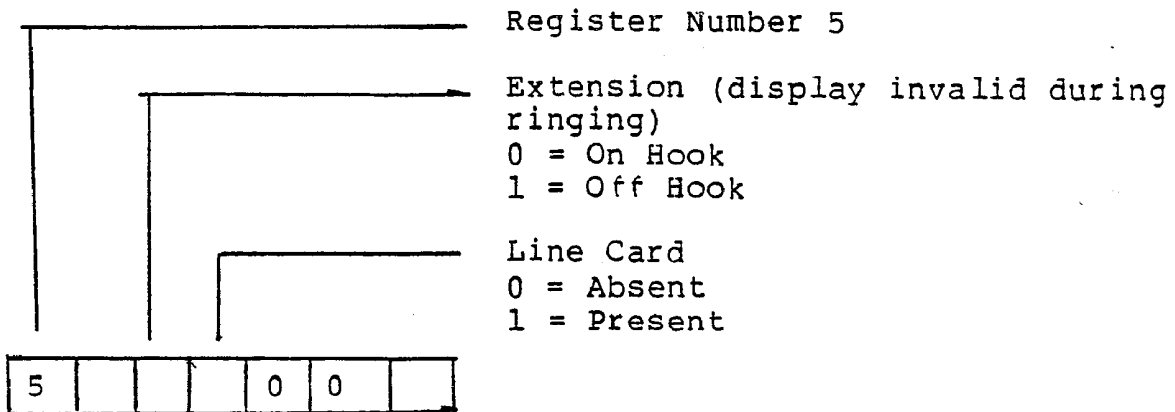 Register Number 5
Extension (display invalid during
ringing)
0 = On Hook
1 = Off Hook
Line Card
0 = Absent
1 = Present
5 0 0